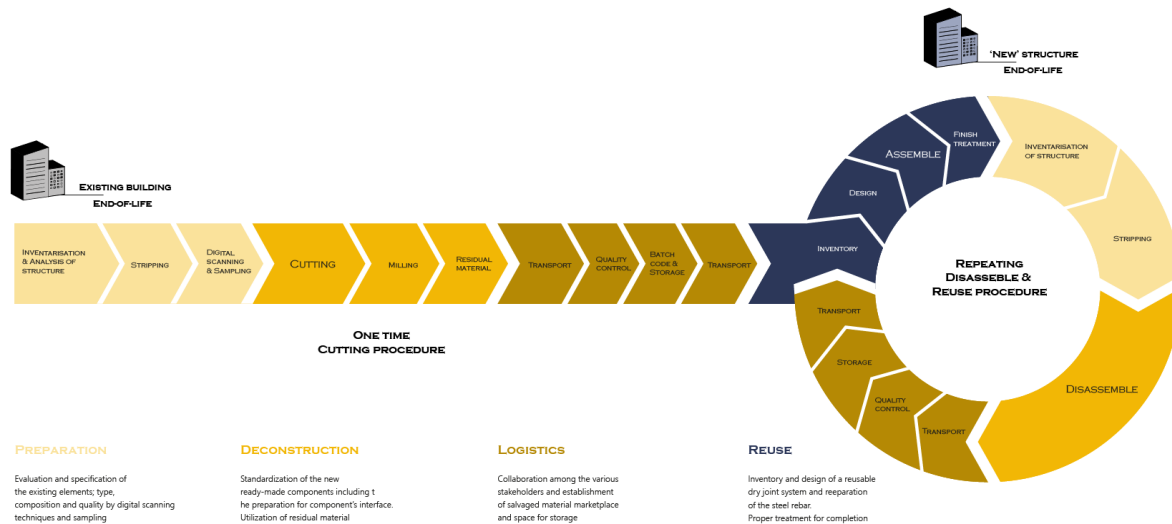 'NEW' STRUCTURE
END-OF-LIFE
EXISTING BUILDING
END-OF-LIFE
INVENTARISATION
& ANALYSIS OF
STRUCTURE
STRIPPING
DIGITAL
SCANNING
& SAMPLING
CUTTING
MILLING
RESIDUAL
MATERIAL
TRANSPORT
QUALITY
CONTROL
BATCH
CODE &
STORAGE
TRANSPORT
INVENTORY
DESIGN
ASSEMBLE
FINISH
TREATMENT
INVENTARISATION
OF STRUCTURE
STRIPPING
DISASSEMBLE
TRANSPORT
QUALITY
CONTROL
STORAGE
TRANSPORT
REPEATING
DISASSEBLE &
REUSE PROCEDURE
ONE TIME
CUTTING PROCEDURE
PREPARATION
Evaluation and specification of
the existing elements; type,
composition and quality by digital scanning
techniques and sampling
DECONSTRUCTION
Standardization of the new
ready-made components including t
he preparation for component's interface.
Utilization of residual material
LOGISTICS
Collaboration among the various
stakeholders and establishment
of salvaged material marketplace
and space for storage
REUSE
Inventory and design of a reusable
dry joint system and reeparation
of the steel rebar.
Proper treatment for completion